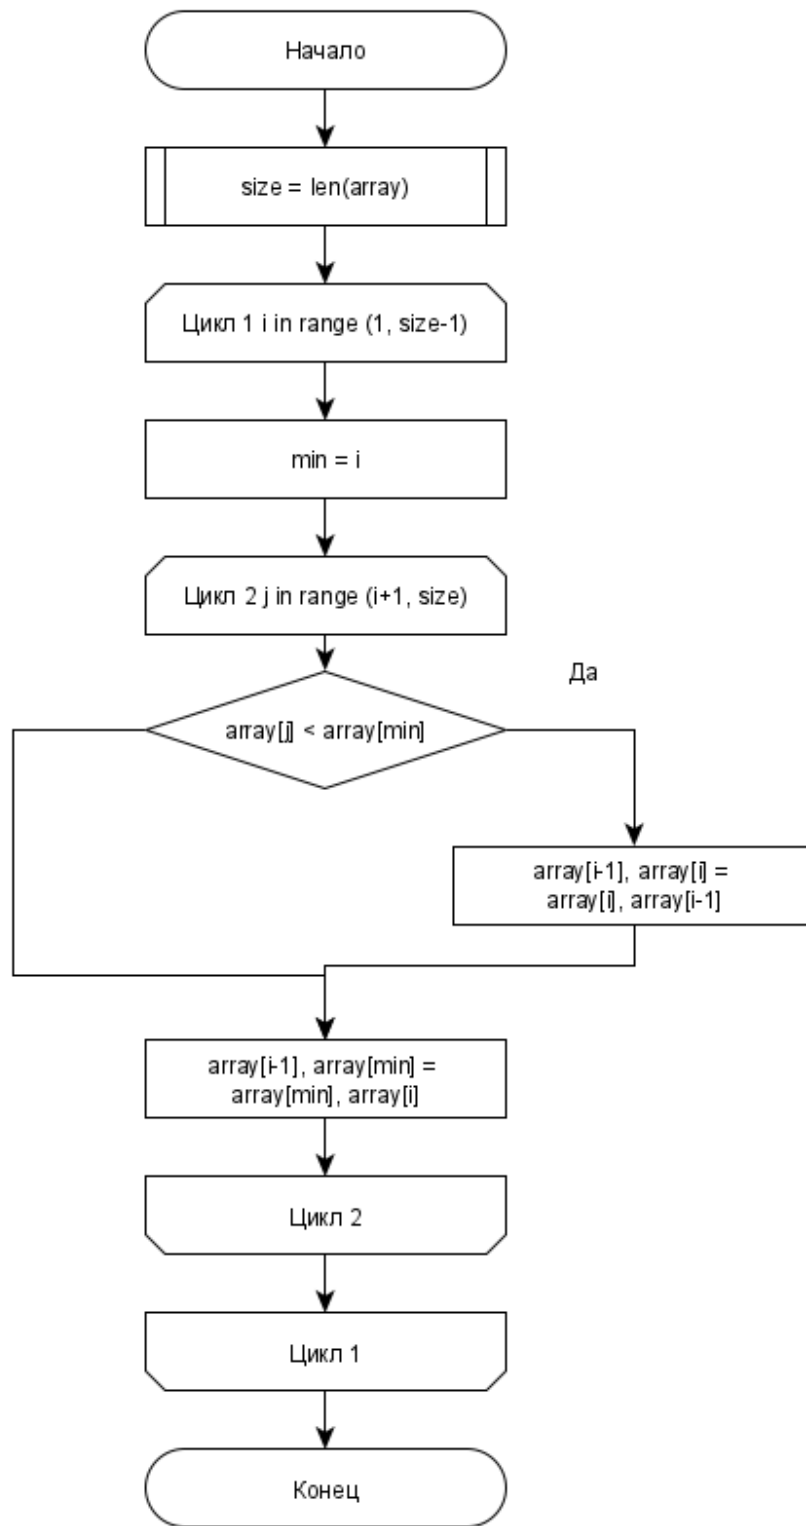 Начало
size = len(array)
Цикл 1 i in range (1, size-1)
min = i
Цикл 2 j in range (i+1, size)
Да
array[j] < array[min]
array[i-1], array[i] =
array[i], array[i-1]
array[i-1], array[min] =
array[min], array[i]
Цикл 2
Цикл 1
Конец